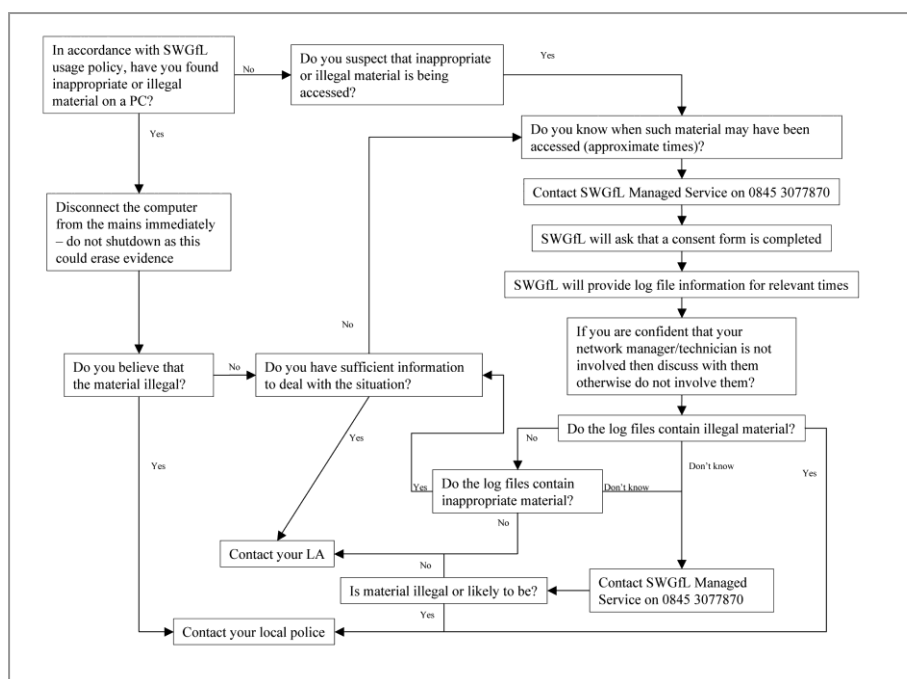 In accordance with SWGfL
usage policy, have you found
inappropriate or illegal
material on a PC?
No
Do you suspect that inappropriate
or illegal material is being
accessed?
Yes
Yes
Do you know when such material may have been
accessed (approximate times)?
Contact SWGfL Managed Service on 0845 3077870
Disconnect the computer
from the mains immediately
– do not shutdown as this
could erase evidence
SWGfL will ask that a consent form is completed
SWGfL will provide log file information for relevant times
No
If you are confident that your
network manager/technician is not
involved then discuss with them
otherwise do not involve them?
Do you believe that
the material illegal?
No
Do you have sufficient information
to deal with the situation?
Do the log files contain illegal material?
Yes
Yes
No
Don't know
Yes
Do the log files contain
inappropriate material?
Yes
Don't know
No
Contact your LA
No
Is material illegal or likely to be?
Contact SWGfL Managed
Service on 0845 3077870
Yes
Contact your local police